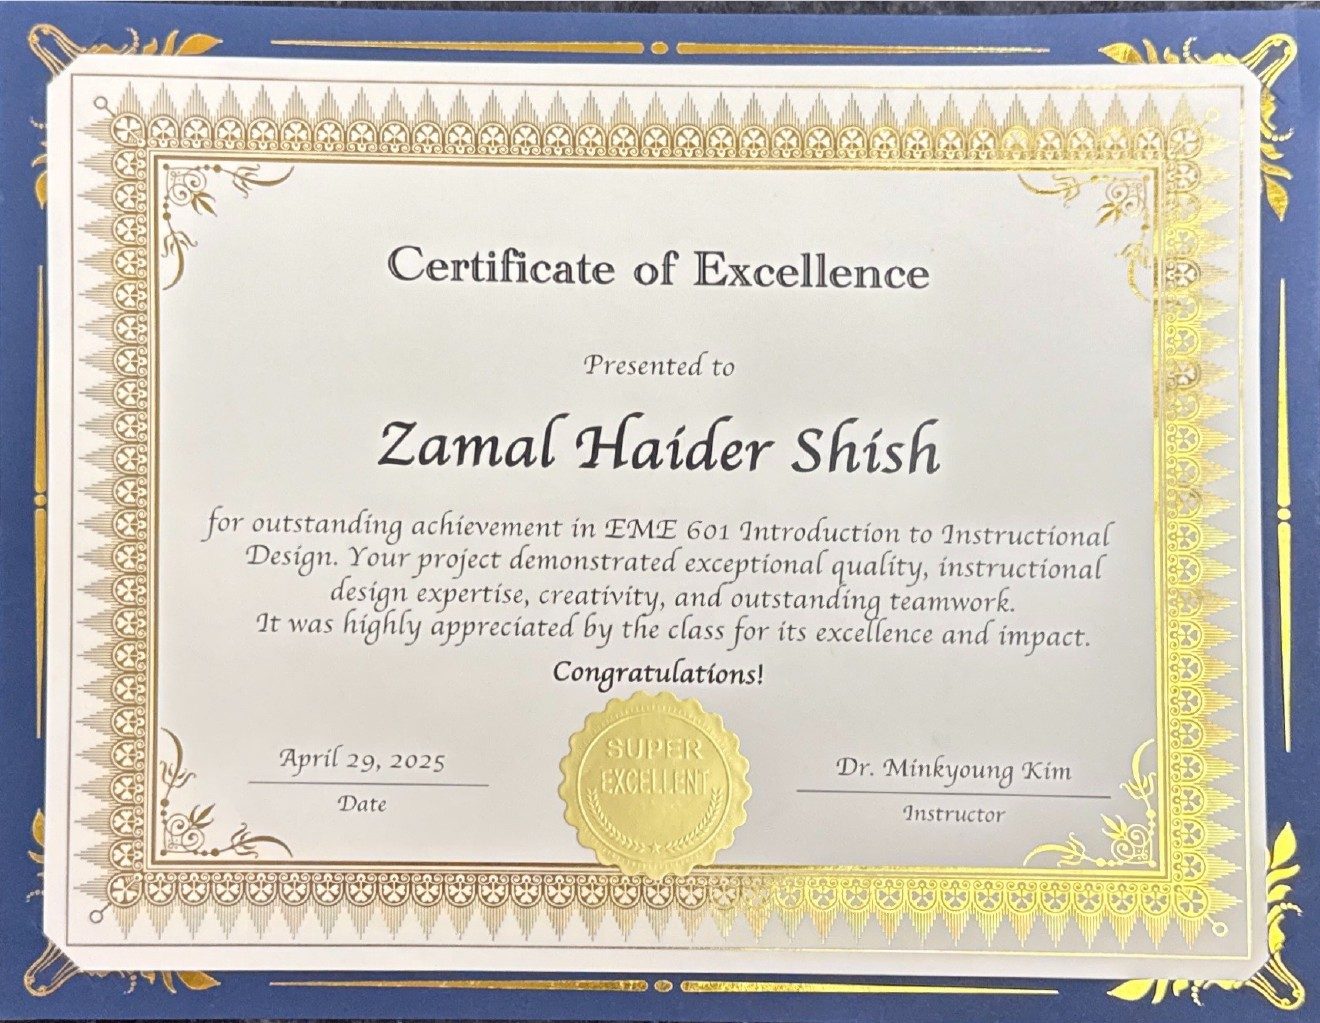 Certificate of Excellence
Presented to
Zamal Haider Shish
for outstanding achievement in EME 601 Introduction to Instructional
Design. Your project demonstrated exceptional quality, instructional
design expertise, creativity, and outstanding teamwork.
It was highly appreciated by the class for its excellence and impact.
Congratulations!
April 29, 2025
Date
SUPER
EXCELLENT
Dr. Minkyoung Kim
Instructor